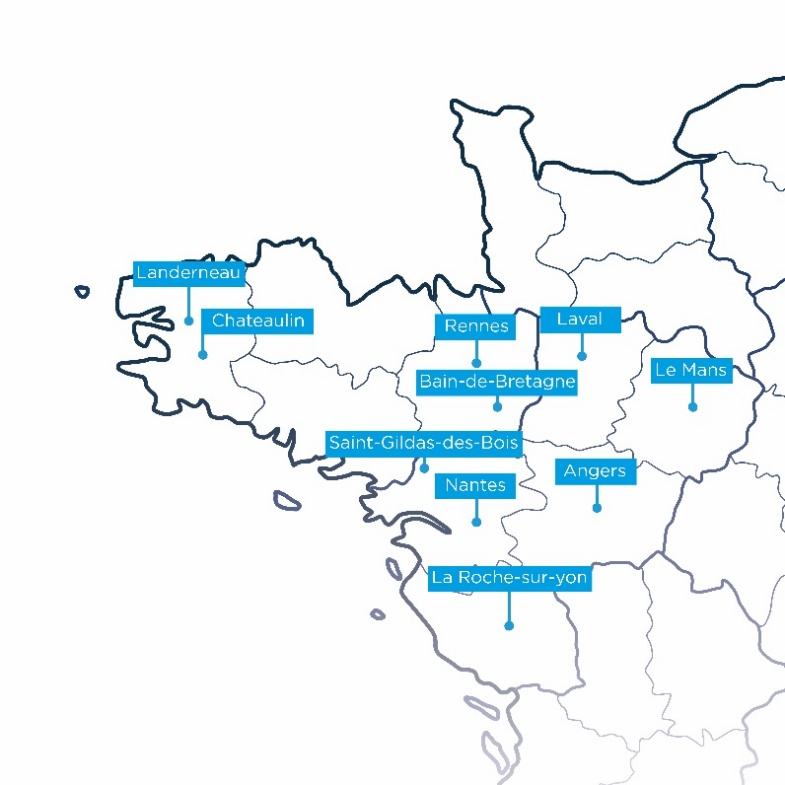 Landerneau
Chateaulin
Rennes
Laval
Bain-de-Bretagne
Le Mans
Saint-Gildas-des-Bois
Nantes
Angers
La Roche-sur-yon